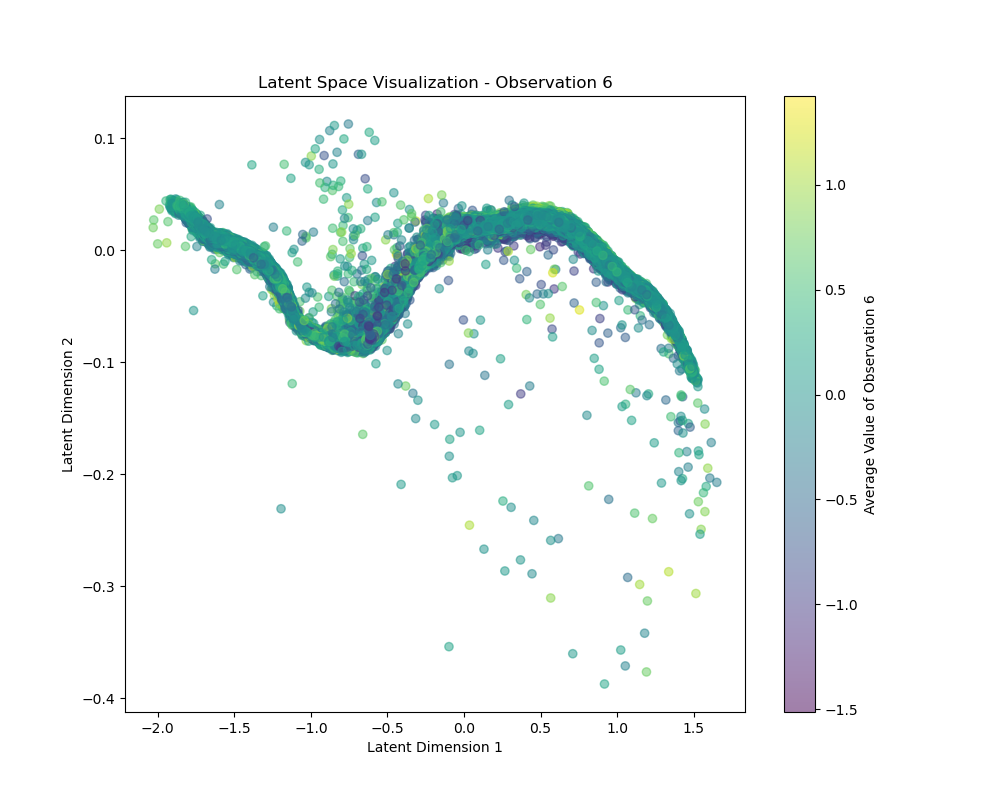 Latent Space Visualization - Observation 6
0.1
0.0
−0.1
−0.2
−0.3
−0.4
Latent Dimension 2
−2.0 −1.5 −1.0 −0.5 0.0 0.5 1.0 1.5
Latent Dimension 1
1.0
0.5
0.0
−0.5
−1.0
−1.5
Average Value of Observation 6